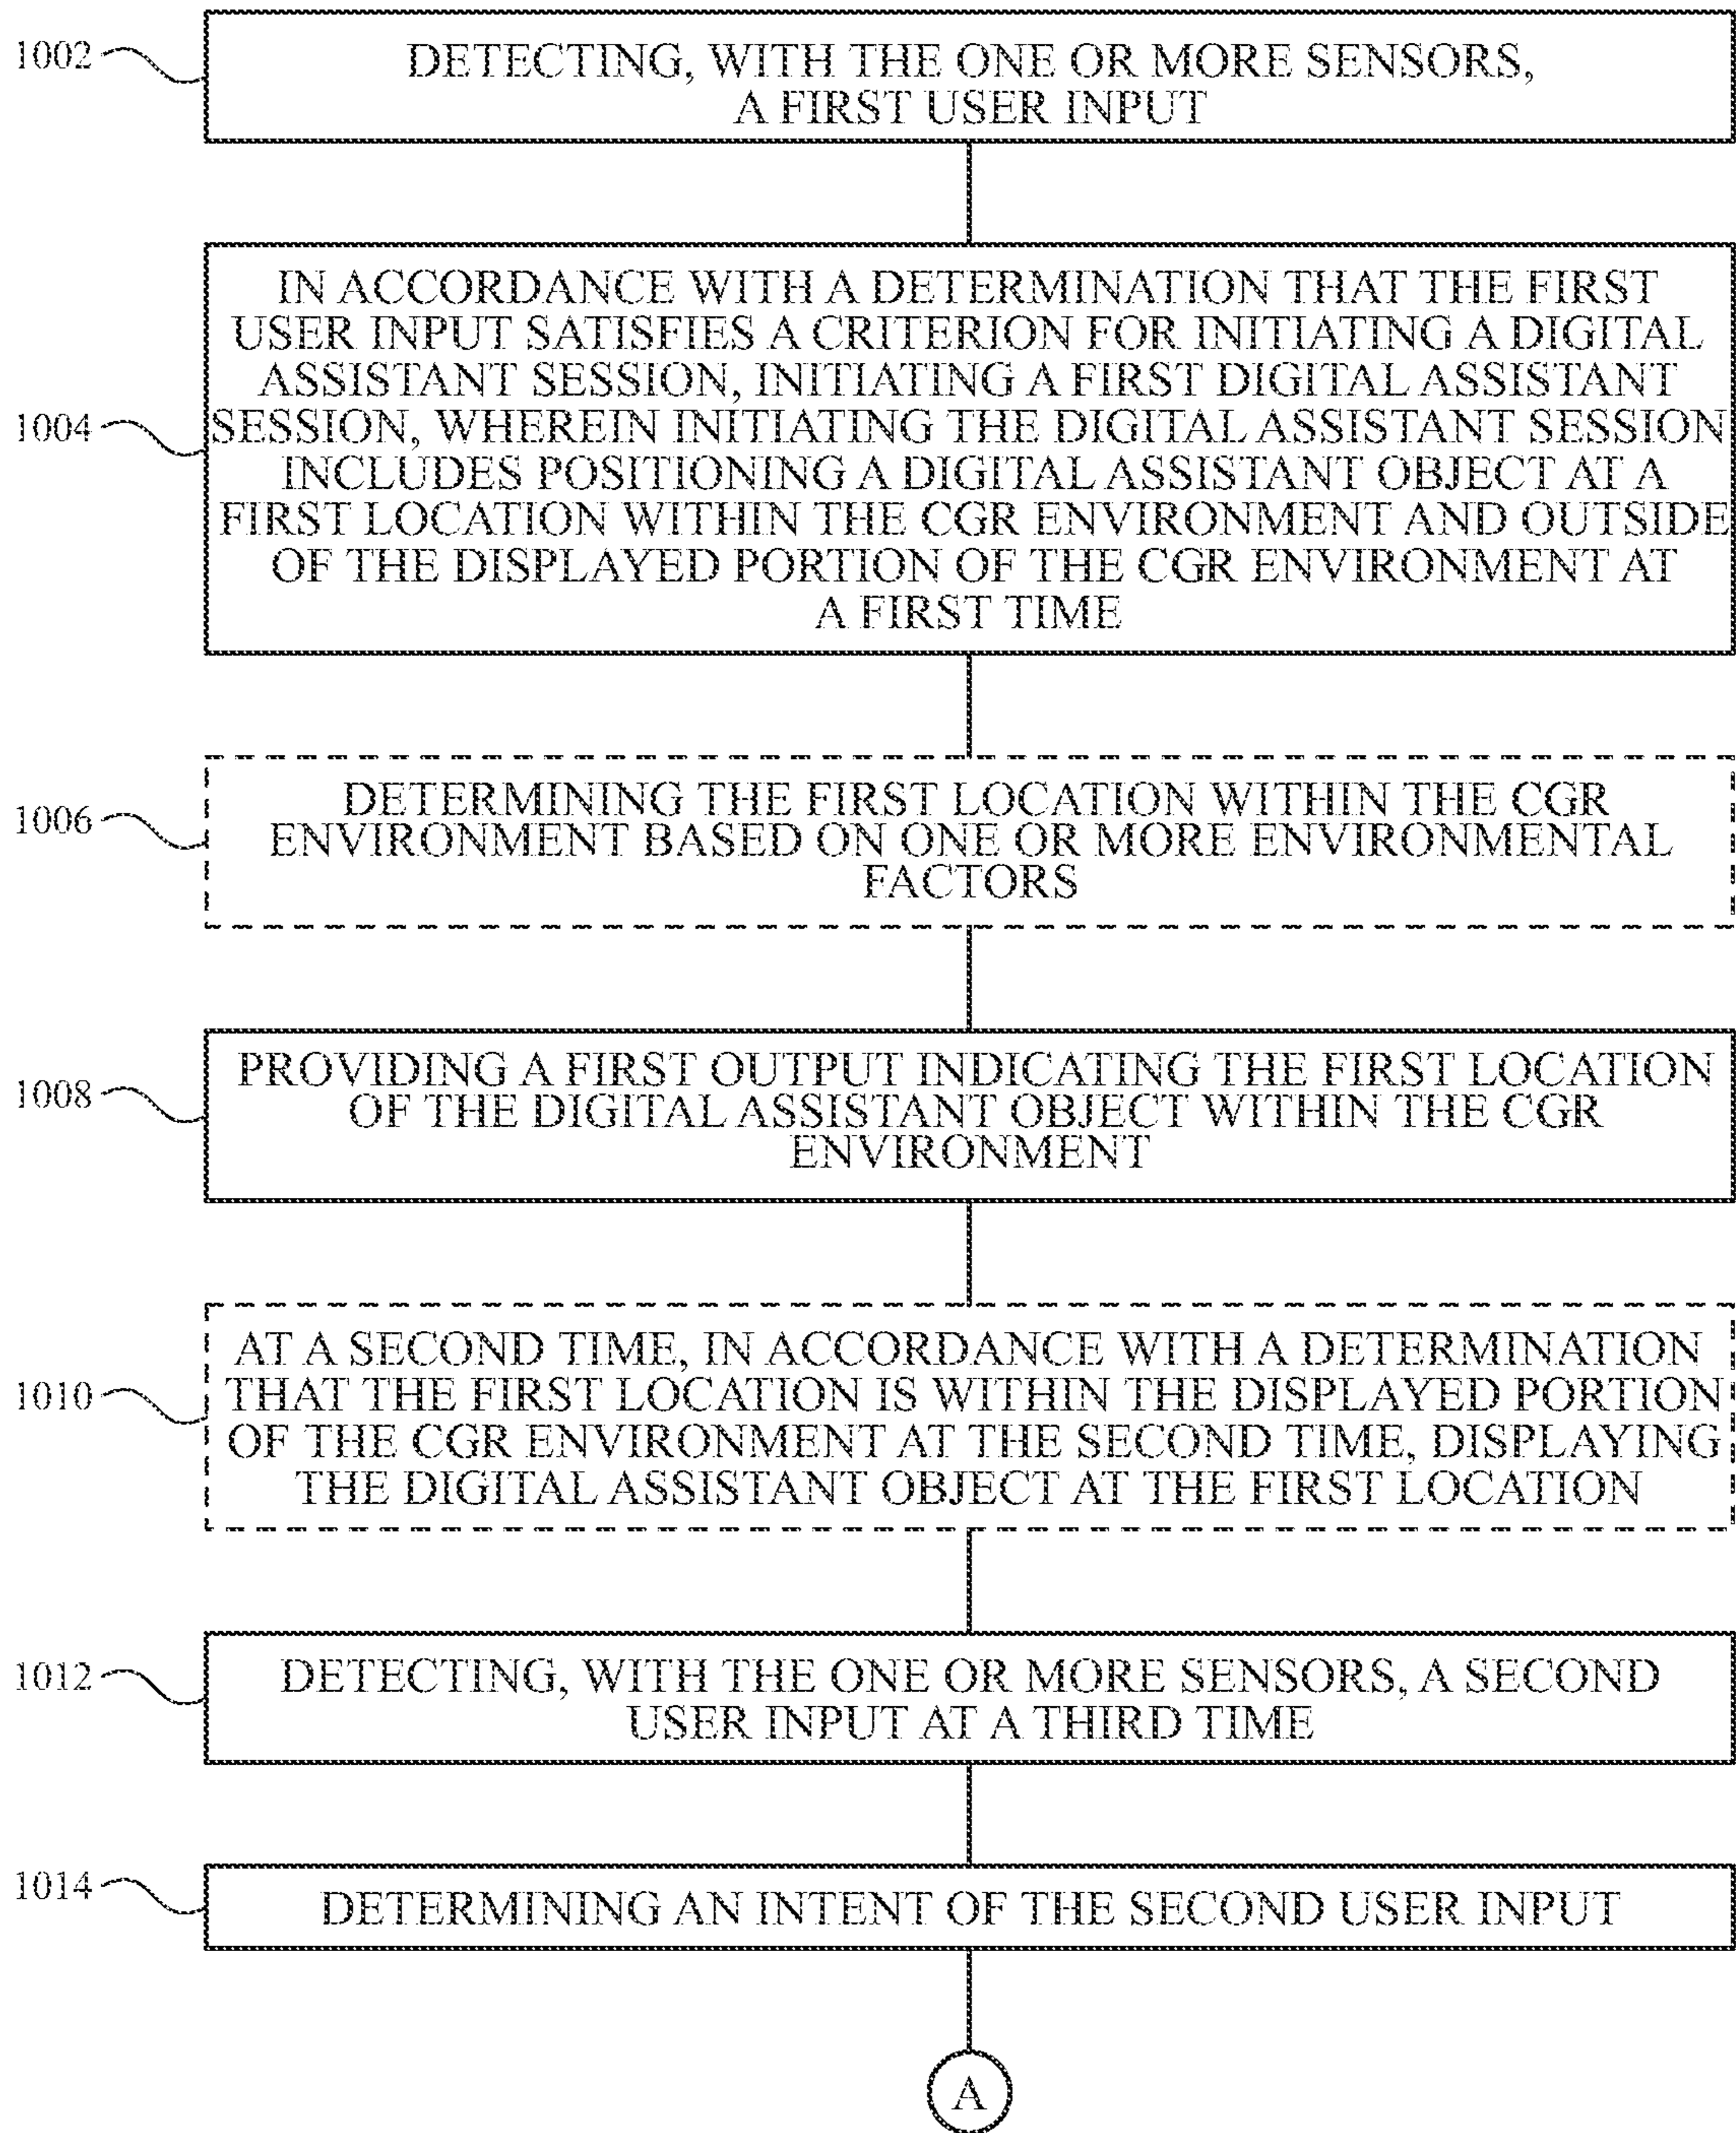 1002
DETECTING, WITH THE ONE OR MORE SENSORS,
A FIRST USER INPUT
1004
IN ACCORDANCE WITH A DETERMINATION THAT THE FIRST
USER INPUT SATISFIES A CRITERION FOR INITIATING A DIGITAL
ASSISTANT SESSION, INITIATING A FIRST DIGITAL ASSISTANT
SESSION, WHEREIN INITIATING THE DIGITAL ASSISTANT SESSION
INCLUDES POSITIONING A DIGITAL ASSISTANT OBJECT AT A
FIRST LOCATION WITHIN THE CGR ENVIRONMENT AND OUTSIDE
OF THE DISPLAYED PORTION OF THE CGR ENVIRONMENT AT
A FIRST TIME
1006
DETERMINING THE FIRST LOCATION WITHIN THE CGR
ENVIRONMENT BASED ON ONE OR MORE ENVIRONMENTAL
FACTORS
1008
PROVIDING A FIRST OUTPUT INDICATING THE FIRST LOCATION
OF THE DIGITAL ASSISTANT OBJECT WITHIN THE CGR
ENVIRONMENT
1010
AT A SECOND TIME, IN ACCORDANCE WITH A DETERMINATION
THAT THE FIRST LOCATION IS WITHIN THE DISPLAYED PORTION
OF THE CGR ENVIRONMENT AT THE SECOND TIME, DISPLAYING
THE DIGITAL ASSISTANT OBJECT AT THE FIRST LOCATION
1012
DETECTING, WITH THE ONE OR MORE SENSORS, A SECOND
USER INPUT AT A THIRD TIME
1014
DETERMINING AN INTENT OF THE SECOND USER INPUT
A